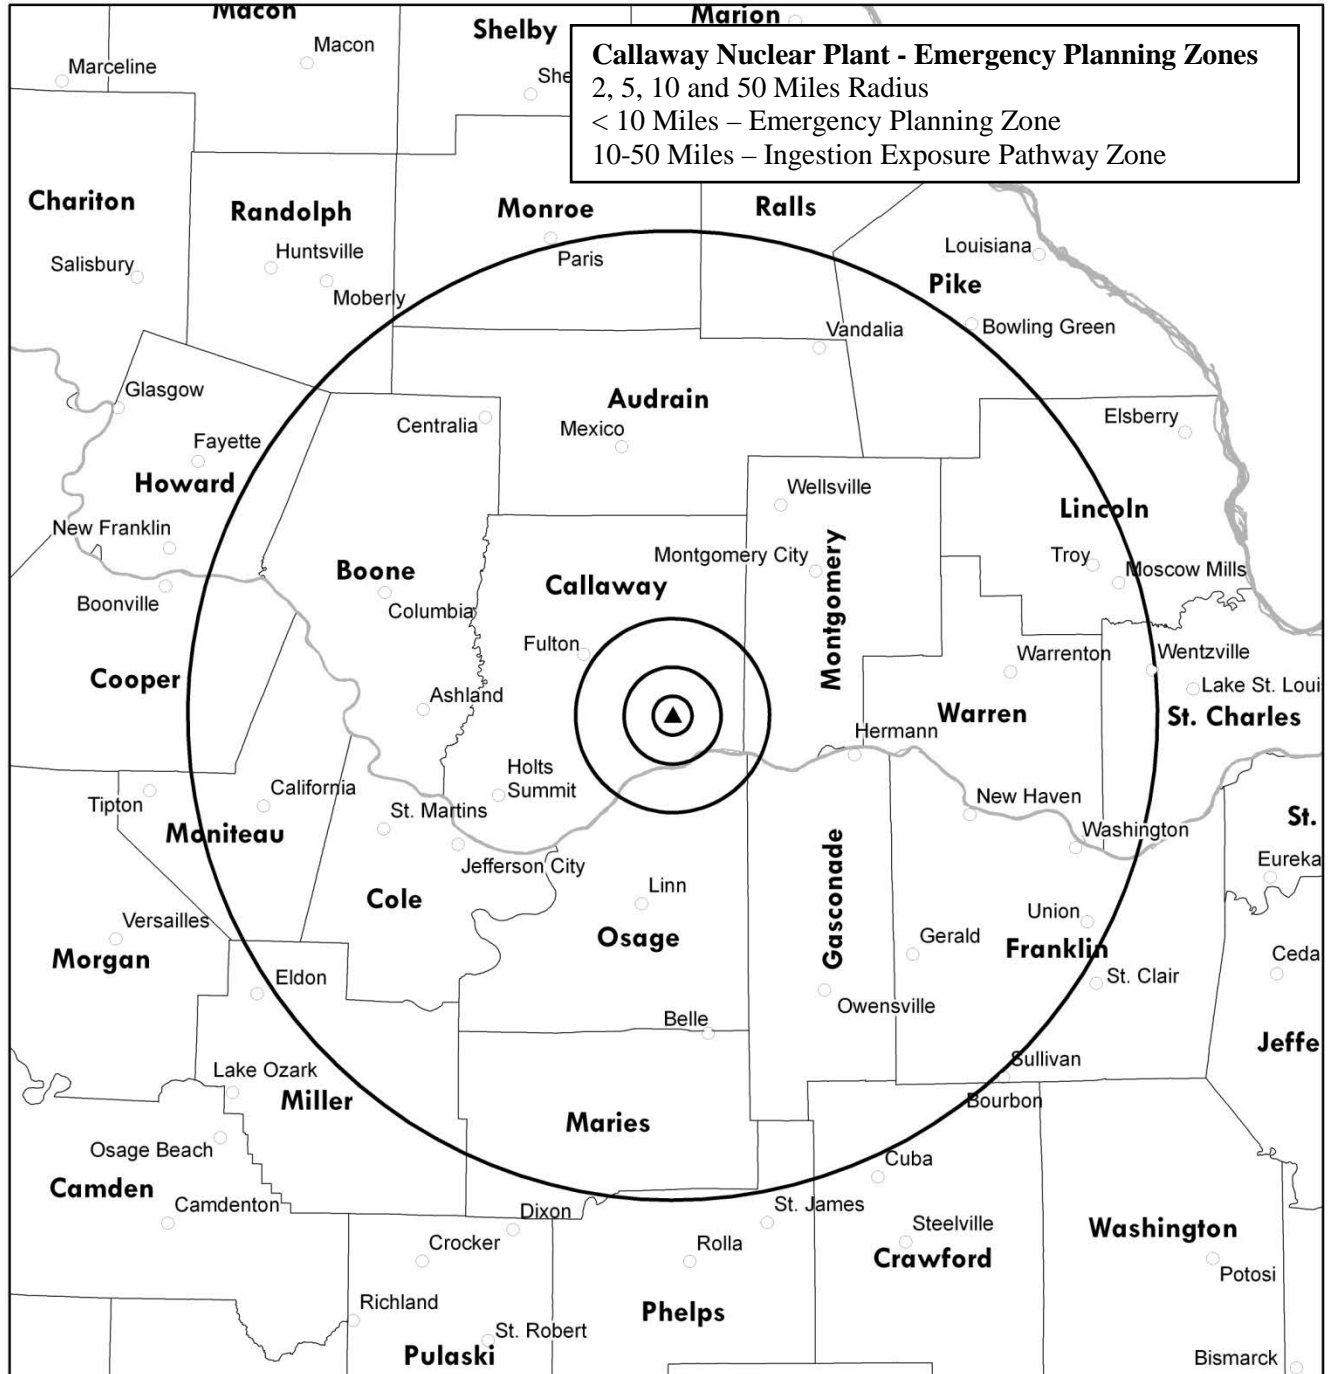 Macon
Shelby
Marion
Callaway Nuclear Plant - Emergency Planning Zones
2, 5, 10 and 50 Miles Radius
< 10 Miles – Emergency Planning Zone
10-50 Miles – Ingestion Exposure Pathway Zone
Macon
Marceline
She
Chariton
Randolph
Monroe
Ralls
Louisiana
Huntsville
Paris
Salisbury
Pike
Moberly
Vandalia
Bowling Green
Glasgow
Audrain
Elsberry
Centralia
Mexico
Fayette
Howard
Wellsville
Lincoln
New Franklin
Montgomery City
Troy
Moscow Mills
Boone
Callaway
Montgomery
Boonville
Columbia
Fulton
Warrenton
Wentzville
Cooper
Lake St. Loui
Ashland
Warren
St. Charles
Hermann
Holts
Summit
California
New Haven
Tipton
St. Martins
St.
Moniteau
Washington
Jefferson City
Eureka
Linn
Cole
Gasconade
Versailles
Union
Osage
Gerald
Franklin
Morgan
Ceda
Eldon
St. Clair
Owensville
Belle
Jeffe
Sullivan
Lake Ozark
Miller
Bourbon
Maries
Osage Beach
Cuba
Camden
Camdenton
St. James
Dixon
Steelville
Washington
Crocker
Rolla
Crawford
Potosi
Richland
Phelps
St. Robert
Pulaski
Bismarck